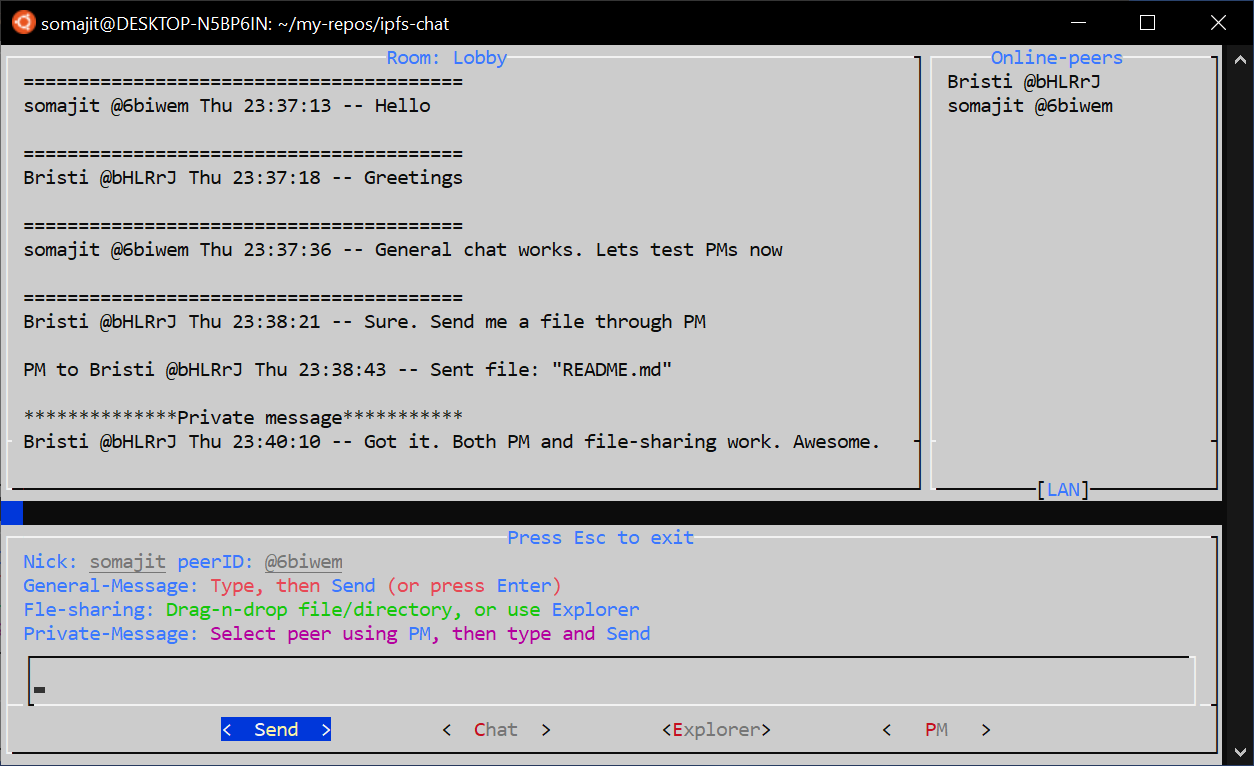 somajit@DESKTOP-N5BP6IN: ~/my-repos/ipfs-chat
Room: Lobby
========================================
somajit @6biwem Thu 23:37:13 -- Hello
========================================
Bristi @bHLRrJ Thu 23:37:18 -- Greetings
========================================
somajit @6biwem Thu 23:37:36 -- General chat works. Lets test PMs now
========================================
Bristi @bHLRrJ Thu 23:38:21 -- Sure. Send me a file through PM
PM to Bristi @bHLRrJ Thu 23:38:43 -- Sent file: "README.md"
**************Private message***********
Bristi @bHLRrJ Thu 23:40:10 -- Got it. Both PM and file-sharing work. Awesome.
Online-peers
Bristi @bHLRrJ
somajit @6biwem
[LAN]
Press Esc to exit
Nick: somajit peerID: @6biwem
General-Message: Type, then Send (or press Enter)
Fle-sharing: Drag-n-drop file/directory, or use Explorer
Private-Message: Select peer using PM, then type and Send
< Send > < Chat > <Explorer> < PM >